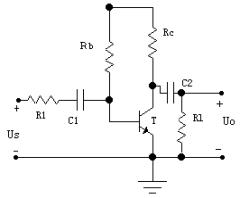 Rb
Rc
C2
+
+
R1
C1
T
Rl
Us
Uo
-
-